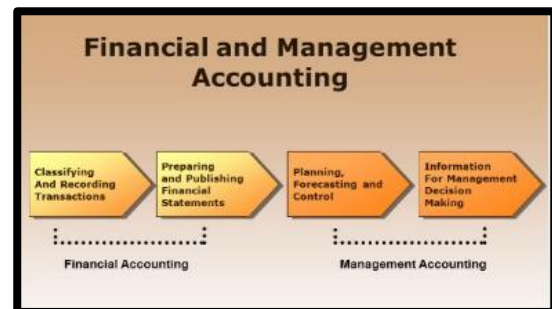 Financial and Management
Accounting
Classifying
And Recording
Transactions
Preparing
and Publishing
Financial
Statements
Planning,
Forecasting and
Control
Information
For Management
Decision
Making
Financial Accounting
Management Accounting